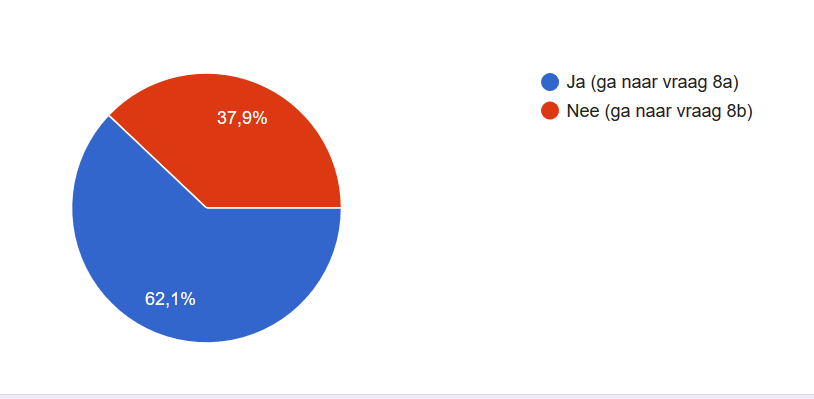 37,9%
62,1%
Ja (ga naar vraag 8a)
Nee (ga naar vraag 8b)